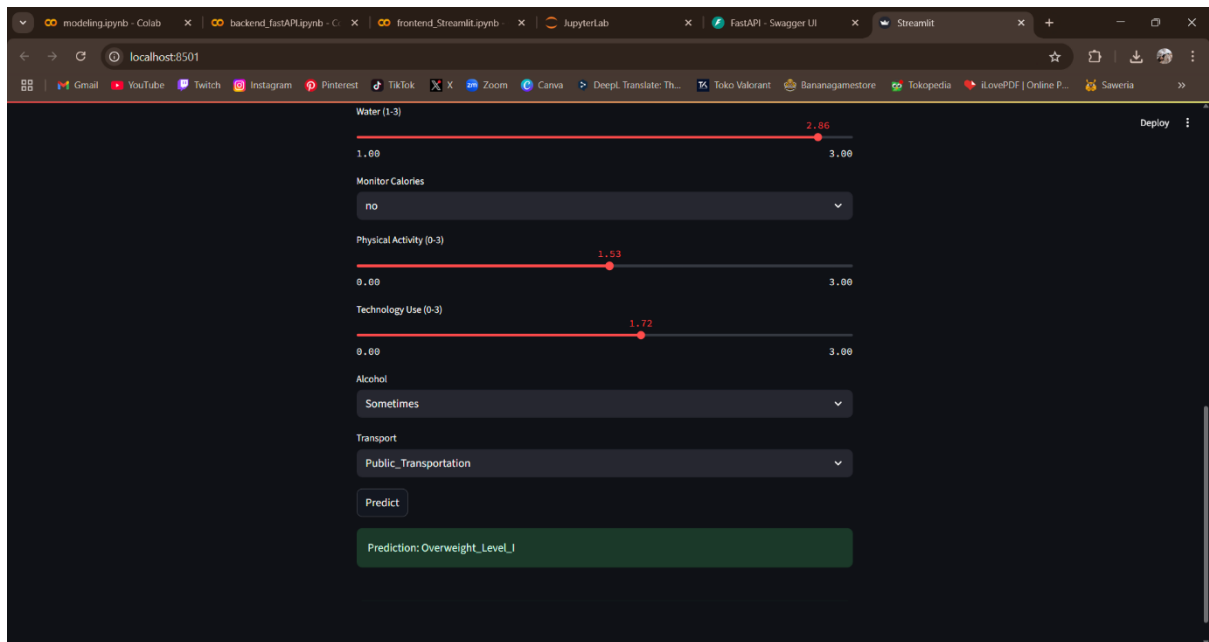 modeling.ipynb - Colab
backend_fastAPI.ipynb - Co
frontend_Streamlit.ipynb
JupyterLab
FastAPI - Swagger UI
Streamlit
localhost:8501
Gmail YouTube Twitch Instagram Pinterest TikTok X Zoom Canva DeepL Translate: Th... Toko Valorant Bananagamestore Tokopedia iLovePDF | Online P... Saweria »
Deploy
Water (1-3)
2.86
1.00 3.00
Monitor Calories
no
Physical Activity (0-3)
1.53
0.00 3.00
Technology Use (0-3)
1.72
0.00 3.00
Alcohol
Sometimes
Transport
Public_Transportation
Predict
Prediction: Overweight_Level_I